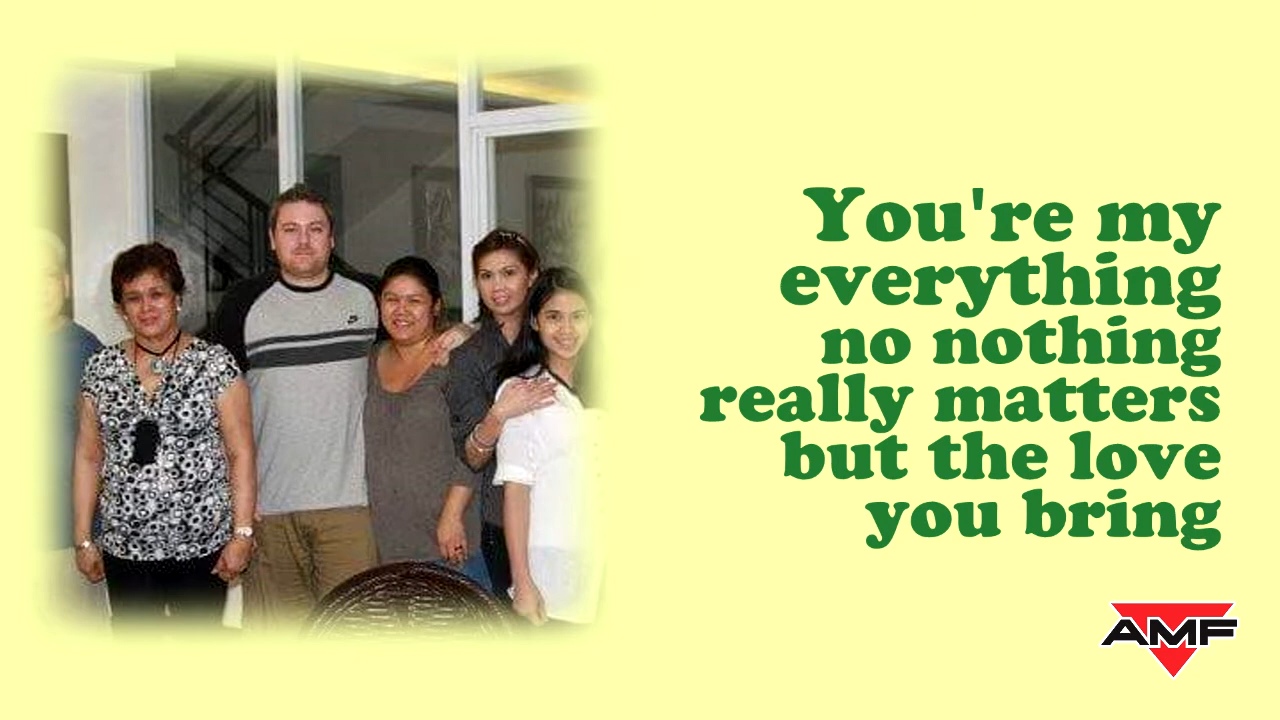 You're my
everything
no nothing
really matters
but the love
you bring
AMF